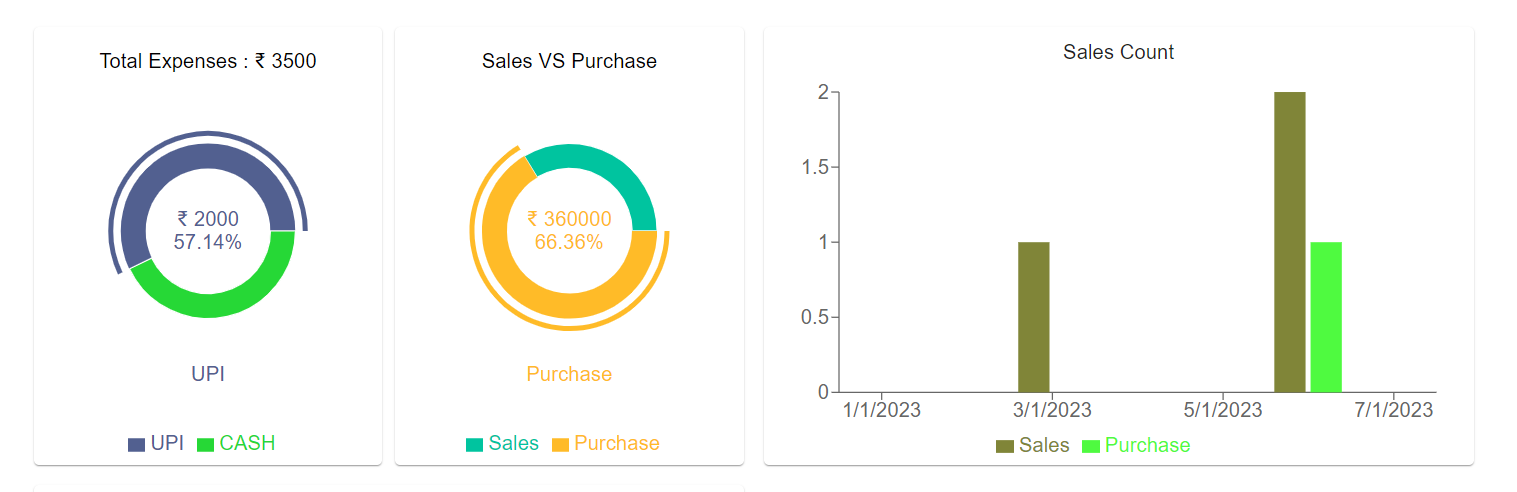 Total Expenses : ₹ 3500
₹ 2000
57.14%
UPI
UPI
CASH
Sales VS Purchase
₹ 360000
66.36%
Purchase
Sales
Purchase
Sales Count
2
1.5
1
0.5
0
1/1/2023
3/1/2023
5/1/2023
7/1/2023
Sales
Purchase